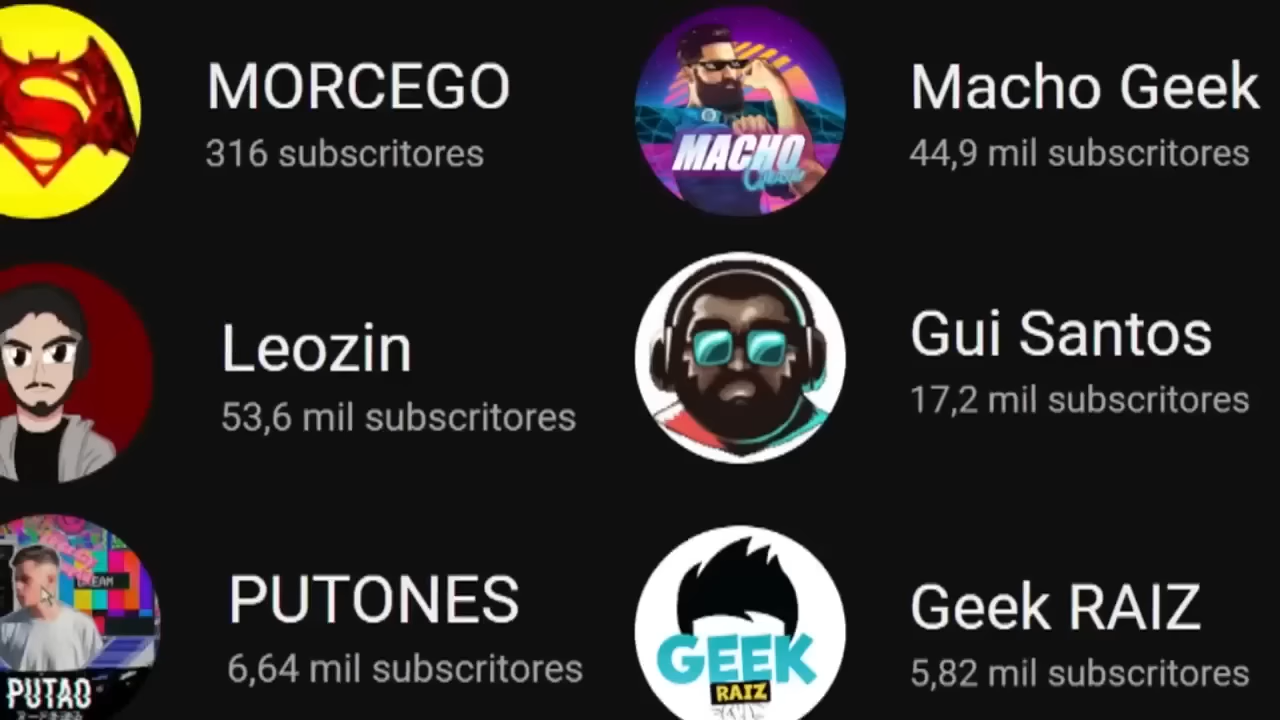 MORCEGO
316 subscritores
Leozin
53,6 mil subscritores
PUTONES
6,64 mil subscritores
PUTAO
MACHO
Geek
Macho Geek
44,9 mil subscritores
Gui Santos
17,2 mil subscritores
GEEK
RAIZ
Geek RAIZ
5,82 mil subscritores